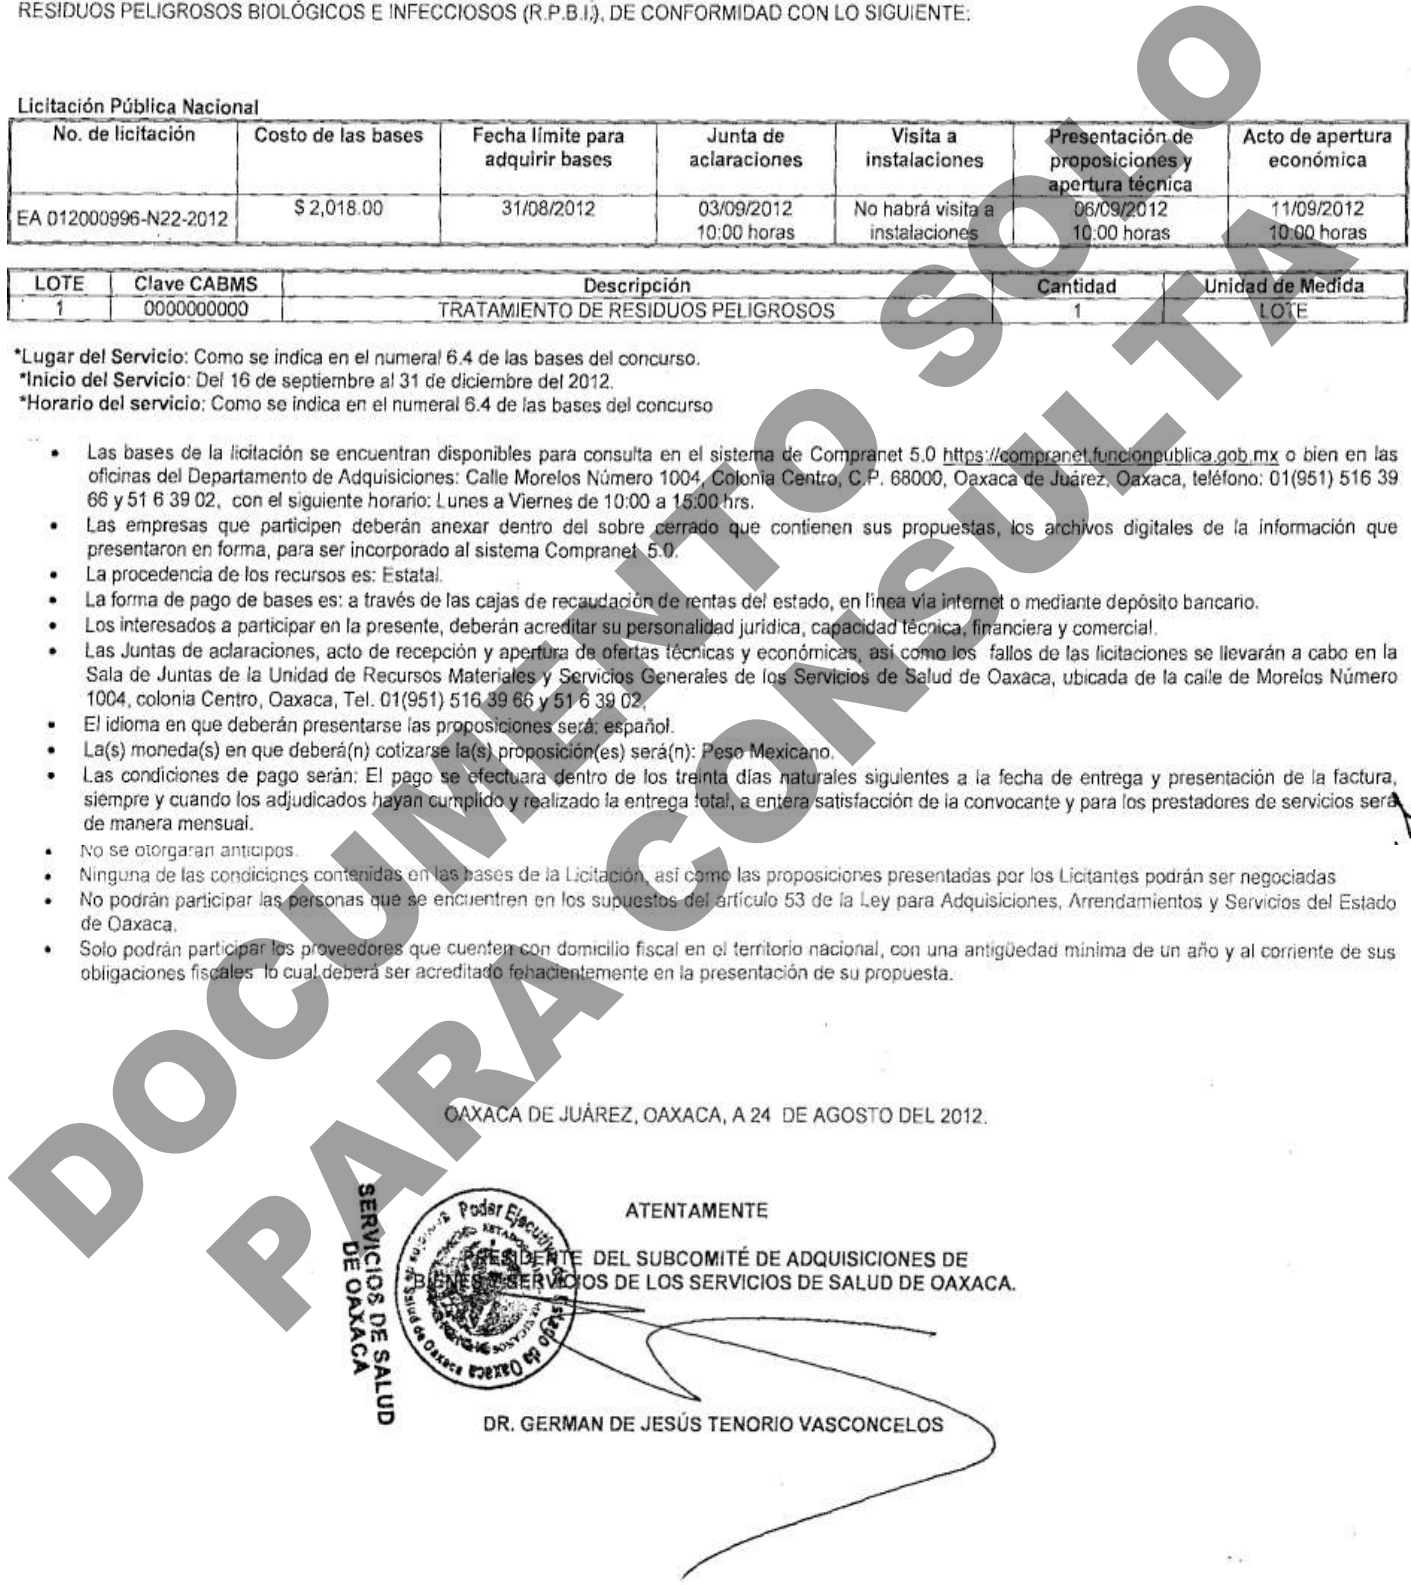 RESIDUOS PELIGROSOS BIOLÓGICOS E INFECCIOSOS (R.P.B.I.), DE CONFORMIDAD CON LO SIGUIENTE:
Licitación Pública Nacional
No. de licitación | Costo de las bases | Fecha límite para adquirir bases | Junta de aclaraciones | Visita a instalaciones | Presentación de proposiciones y apertura técnica | Acto de apertura económica
EA 012000996-N22-2012 | $ 2,018.00 | 31/08/2012 | 03/09/2012 10:00 horas | No habrá visita a instalaciones | 06/09/2012 10:00 horas | 11/09/2012 10:00 horas
LOTE | Clave CABMS | Descripción | Cantidad | Unidad de Medida
1 | 0000000000 | TRATAMIENTO DE RESIDUOS PELIGROSOS | 1 | LOTE
*Lugar del Servicio: Como se indica en el numeral 6.4 de las bases del concurso.
*Inicio del Servicio: Del 16 de septiembre al 31 de diciembre del 2012.
*Horario del servicio: Como se indica en el numeral 6.4 de las bases del concurso
• Las bases de la licitación se encuentran disponibles para consulta en el sistema de Compranet 5.0 https://compranet.funcionpublica.gob.mx o bien en las
oficinas del Departamento de Adquisiciones: Calle Morelos Número 1004, Colonia Centro, C.P. 68000, Oaxaca de Juárez, Oaxaca, teléfono: 01(951) 516 39
66 y 51 6 39 02, con el siguiente horario: Lunes a Viernes de 10:00 a 15:00 hrs.
• Las empresas que participen deberán anexar dentro del sobre cerrado que contienen sus propuestas, los archivos digitales de la información que
presentaron en forma, para ser incorporado al sistema Compranet 5.0.
• La procedencia de los recursos es: Estatal.
• La forma de pago de bases es: a través de las cajas de recaudación de rentas del estado, en línea vía internet o mediante depósito bancario.
• Los interesados a participar en la presente, deberán acreditar su personalidad jurídica, capacidad técnica, financiera y comercial.
• Las Juntas de aclaraciones, acto de recepción y apertura de ofertas técnicas y económicas, así como los fallos de las licitaciones se llevarán a cabo en la
Sala de Juntas de la Unidad de Recursos Materiales y Servicios Generales de los Servicios de Salud de Oaxaca, ubicada de la calle de Morelos Número
1004, colonia Centro, Oaxaca, Tel. 01(951) 516 39 66 y 51 6 39 02,
• El idioma en que deberán presentarse las proposiciones será: español.
• La(s) moneda(s) en que deberá(n) cotizarse la(s) proposición(es) será(n): Peso Mexicano.
• Las condiciones de pago serán: El pago se efectuara dentro de los treinta días naturales siguientes a la fecha de entrega y presentación de la factura,
siempre y cuando los adjudicados hayan cumplido y realizado la entrega total, a entera satisfacción de la convocante y para los prestadores de servicios será
de manera mensual.
• No se otorgaran anticipos.
• Ninguna de las condiciones contenidas en las bases de la Licitación, así como las proposiciones presentadas por los Licitantes podrán ser negociadas
• No podrán participar las personas que se encuentren en los supuestos del artículo 53 de la Ley para Adquisiciones, Arrendamientos y Servicios del Estado
de Oaxaca,
• Solo podrán participar los proveedores que cuenten con domicilio fiscal en el territorio nacional, con una antigüedad mínima de un año y al corriente de sus
obligaciones fiscales lo cual deberá ser acreditado fehacientemente en la presentación de su propuesta.
OAXACA DE JUÁREZ, OAXACA, A 24 DE AGOSTO DEL 2012.
ATENTAMENTE
PRESIDENTE DEL SUBCOMITÉ DE ADQUISICIONES DE
BIENES Y SERVICIOS DE LOS SERVICIOS DE SALUD DE OAXACA.
DR. GERMAN DE JESÚS TENORIO VASCONCELOS
SERVICIOS DE SALUD
DE OAXACA
Poder Ejecutivo del Estado de Oaxaca
Salud de Oaxaca
DOCUMENTO SOLO
PARA CONSULTA